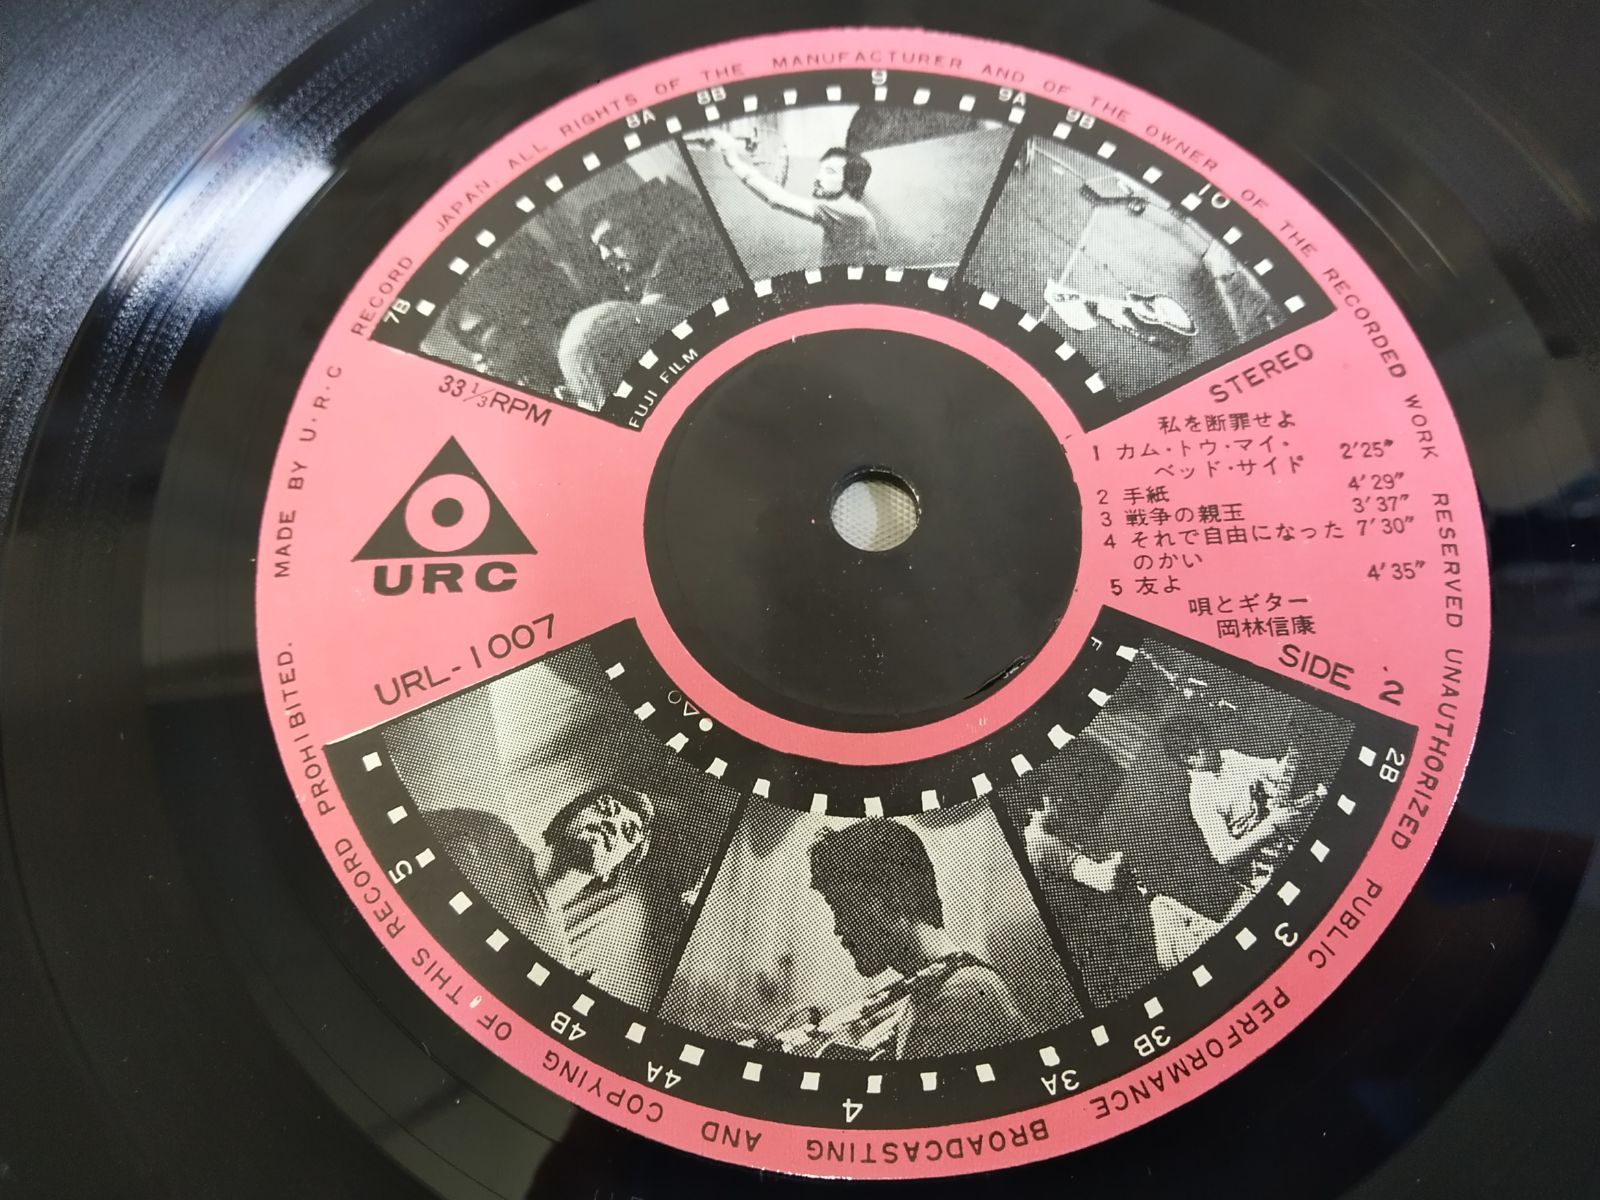 MADE BY U·R·C RECORD JAPAN. ALL RIGHTS OF THE MANUFACTURER AND OF THE OWNER OF THE RECORDED WORK RESERVED UNAUTHORIZED PUBLIC PERFORMANCE BROADCASTING AND COPYING OF THIS RECORD PROHIBITED.
7B 8A 8B 9 9A 9B 10
FUJI FILM
33 1/3 RPM
URC
URL-1007
STEREO
私を断罪せよ
1 カム・トウ・マイ・ 2′25″
ベッド・サイド
2 手紙 4′29″
3 戦争の親玉 3′37″
4 それで自由になった 7′30″
のかい
5 友よ 4′35″
唄とギター
岡林信康
SIDE 2
2B 3 3B 3A 4 4A 4B 5